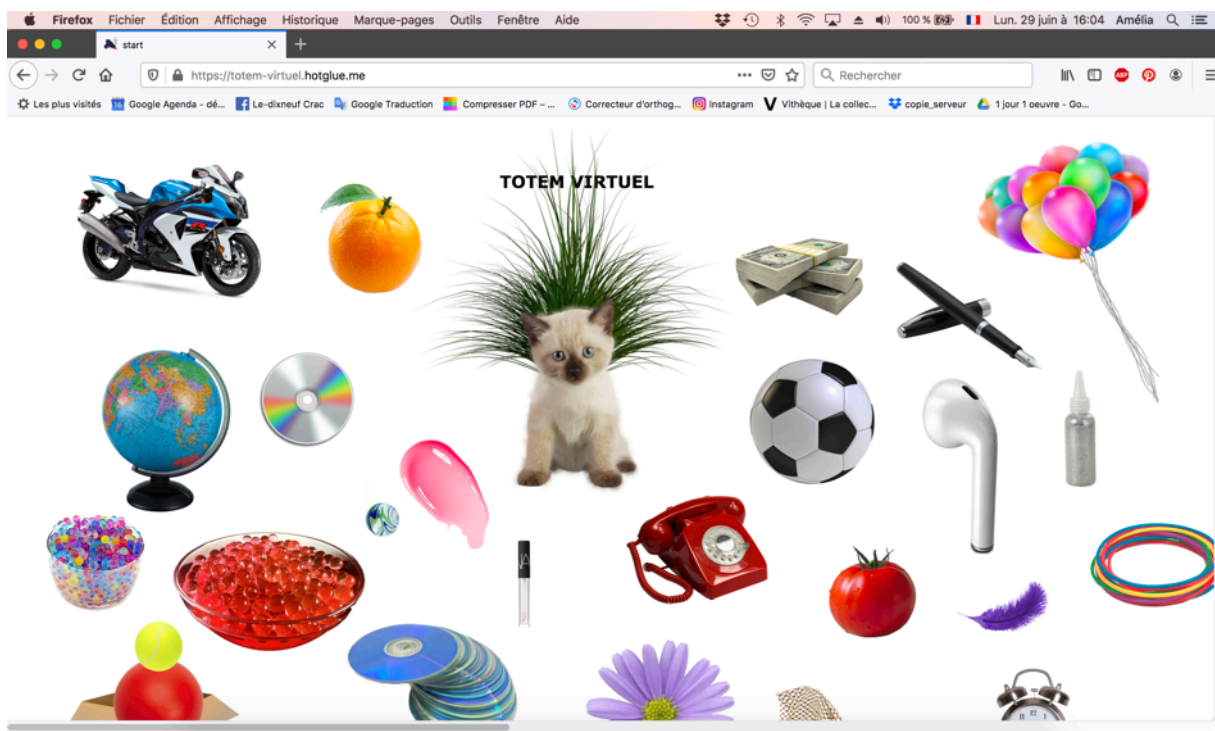 Firefox Fichier Édition Affichage Historique Marque-pages Outils Fenêtre Aide 100 % Lun. 29 juin à 16:04 Amélia
start
https://totem-virtuel.hotglue.me Rechercher ABP
Les plus visités 16 Google Agenda - dé... Le-dixneuf Crac Google Traduction Compresser PDF – ... Correcteur d'orthog... Instagram Vithèque | La collec... copie_serveur 1 jour 1 oeuvre - Go...
TOTEM VIRTUEL